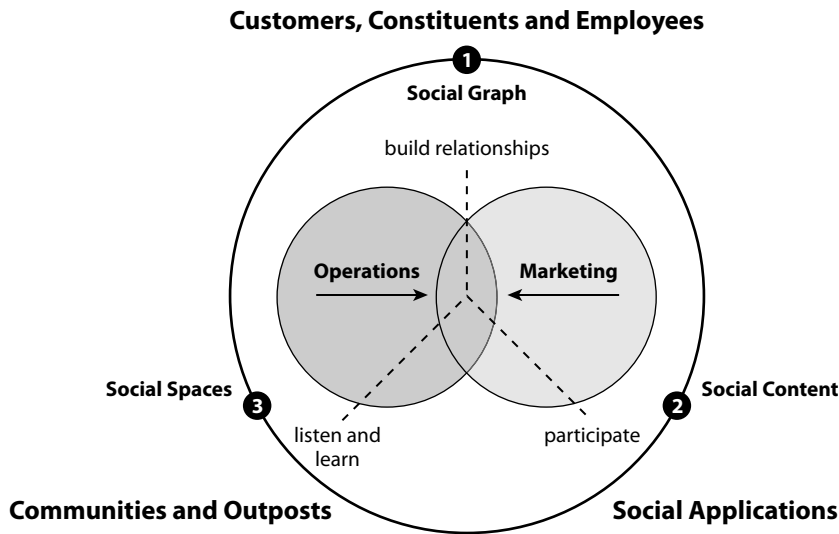 Customers, Constituents and Employees
1
Social Graph
build relationships
Operations
Marketing
Social Spaces
3
2
Social Content
listen and
learn
participate
Communities and Outposts
Social Applications